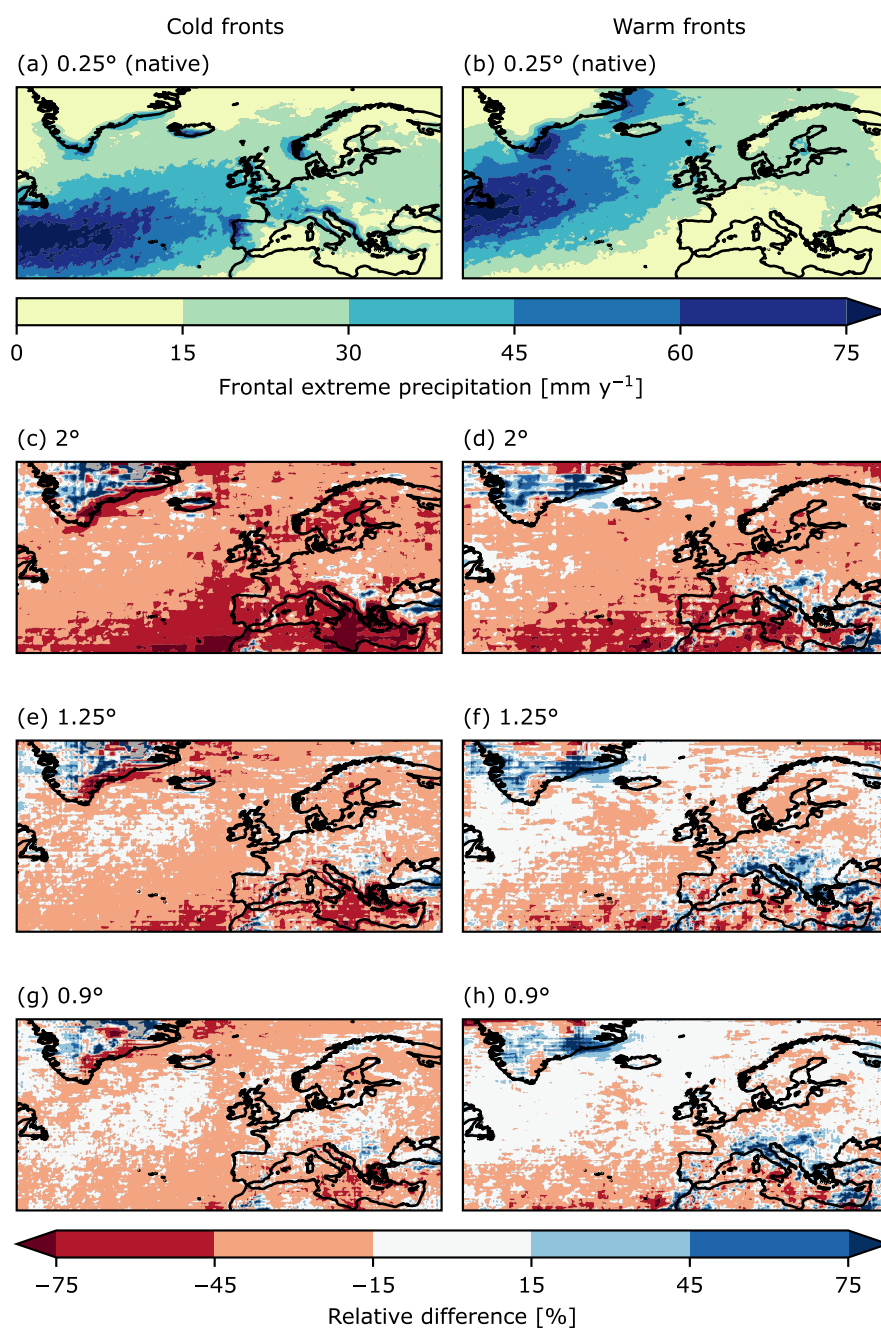 Cold fronts Warm fronts
(a) 0.25° (native) (b) 0.25° (native)
0 15 30 45 60 75
Frontal extreme precipitation [mm y⁻¹]
(c) 2° (d) 2°
(e) 1.25° (f) 1.25°
(g) 0.9° (h) 0.9°
−75 −45 −15 15 45 75
Relative difference [%]